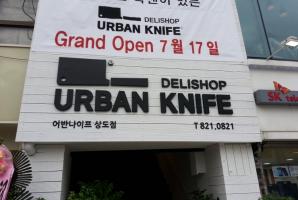 DELISHOP
URBAN KNIFE
Grand Open 7월 17일
DELISHOP
URBAN KNIFE
어반나이프 상도점
T 821.0821
SK